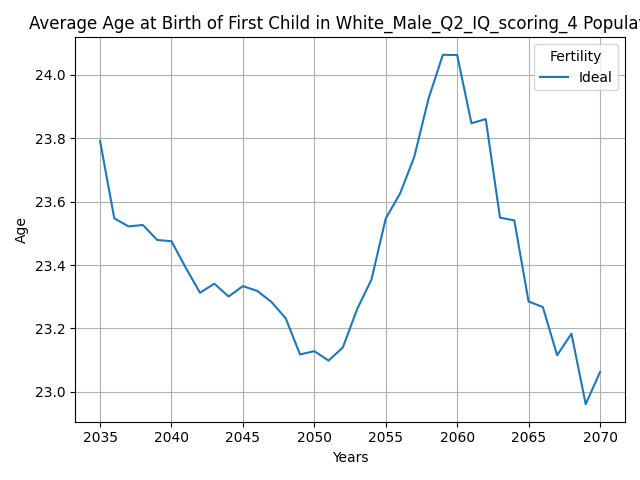 Average Age at Birth of First Child in White_Male_Q2_IQ_scoring_4 Popula
Fertility
Ideal
24.0
23.8
23.6
23.4
23.2
23.0
Age
2035 2040 2045 2050 2055 2060 2065 2070
Years